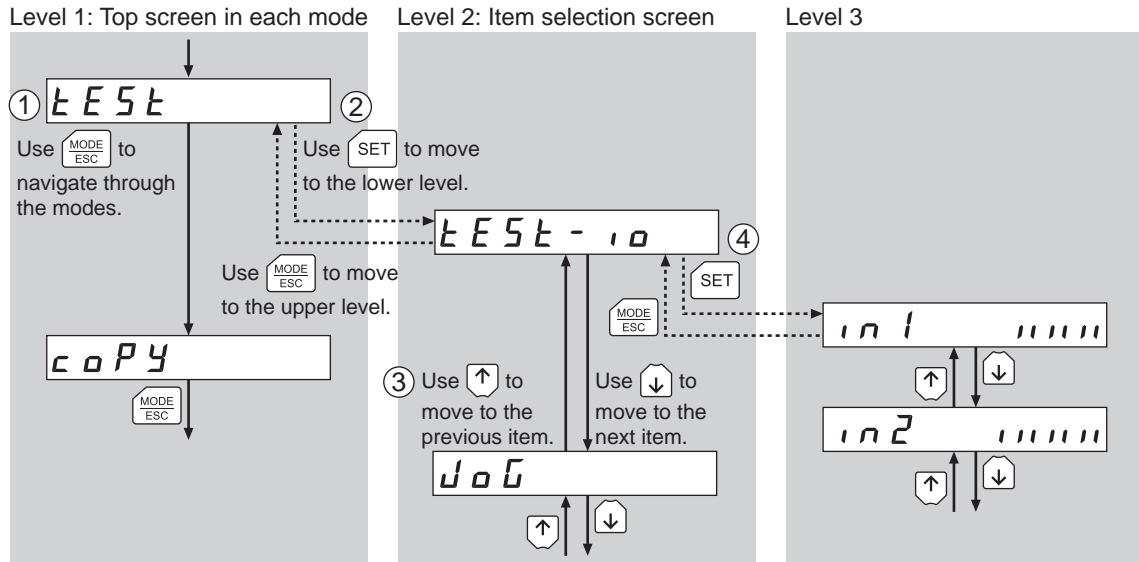 Level 1: Top screen in each mode
Level 2: Item selection screen
Level 3
① tESt ②
Use MODE/ESC to
navigate through
the modes.
Use SET to move
to the lower level.
tESt-io ④
Use MODE/ESC to move
to the upper level.
SET
MODE
ESC
in1
coPY
MODE
ESC
③ Use ↑ to
move to the
previous item.
Use ↓ to
move to the
next item.
↑ ↓
in2
JoG
↑ ↓
↑ ↓